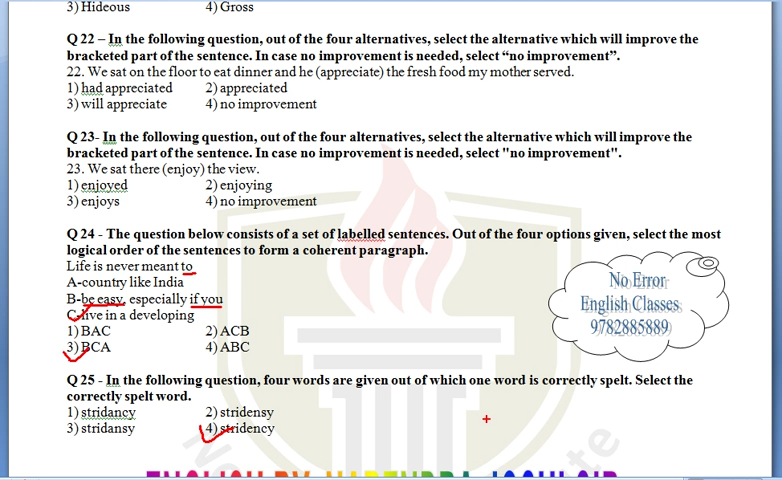 3) Hideous 4) Gross
Q 22 – In the following question, out of the four alternatives, select the alternative which will improve the
bracketed part of the sentence. In case no improvement is needed, select “no improvement”.
22. We sat on the floor to eat dinner and he (appreciate) the fresh food my mother served.
1) had appreciated 2) appreciated
3) will appreciate 4) no improvement
Q 23- In the following question, out of the four alternatives, select the alternative which will improve the
bracketed part of the sentence. In case no improvement is needed, select "no improvement".
23. We sat there (enjoy) the view.
1) enjoyed 2) enjoying
3) enjoys 4) no improvement
Q 24 - The question below consists of a set of labelled sentences. Out of the four options given, select the most
logical order of the sentences to form a coherent paragraph.
Life is never meant to
A-country like India
B-be easy, especially if you
C-live in a developing
1) BAC 2) ACB
3) BCA 4) ABC
No Error
English Classes
9782885889
Q 25 - In the following question, four words are given out of which one word is correctly spelt. Select the
correctly spelt word.
1) stridancy 2) stridensy
3) stridansy 4) stridency